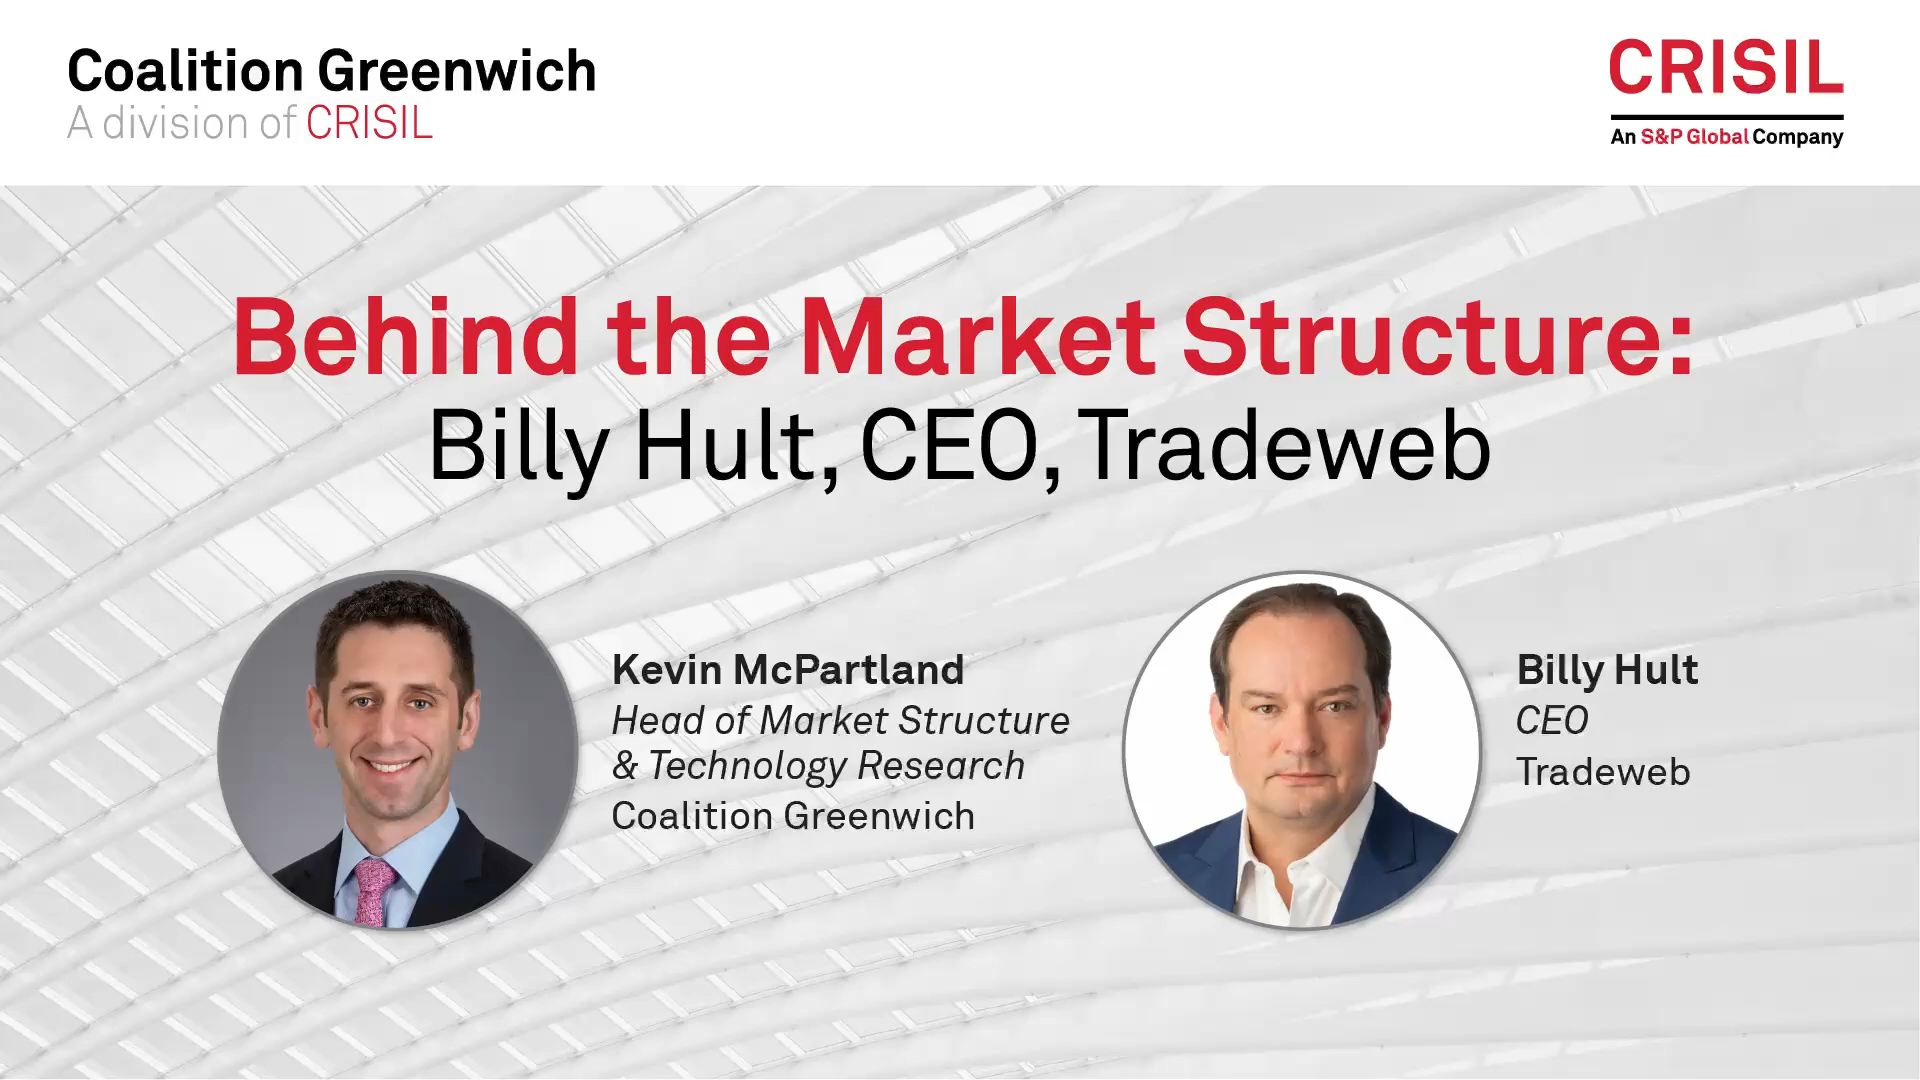 Coalition Greenwich
A division of CRISIL
CRISIL
An S&P Global Company
Behind the Market Structure:
Billy Hult, CEO, Tradeweb
Kevin McPartland
Head of Market Structure
& Technology Research
Coalition Greenwich
Billy Hult
CEO
Tradeweb